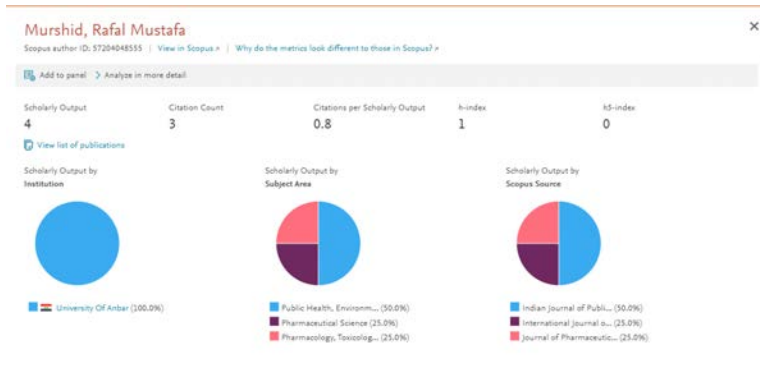 Murshid, Rafal Mustafa
Scopus author ID: 57204048555 | View in Scopus | Why do the metrics look different to those in Scopus?
Add to panel Analyze in more detail
Scholarly Output
4
View list of publications
Citation Count
3
Citations per Scholarly Output
0.8
h-index
1
h5-index
0
Scholarly Output by
Institution
University Of Anbar (100.0%)
Scholarly Output by
Subject Area
Public Health, Environm... (50.0%)
Pharmaceutical Science (25.0%)
Pharmacology, Toxicolog... (25.0%)
Scholarly Output by
Scopus Source
Indian Journal of Publi... (50.0%)
International Journal o... (25.0%)
Journal of Pharmaceutic... (25.0%)